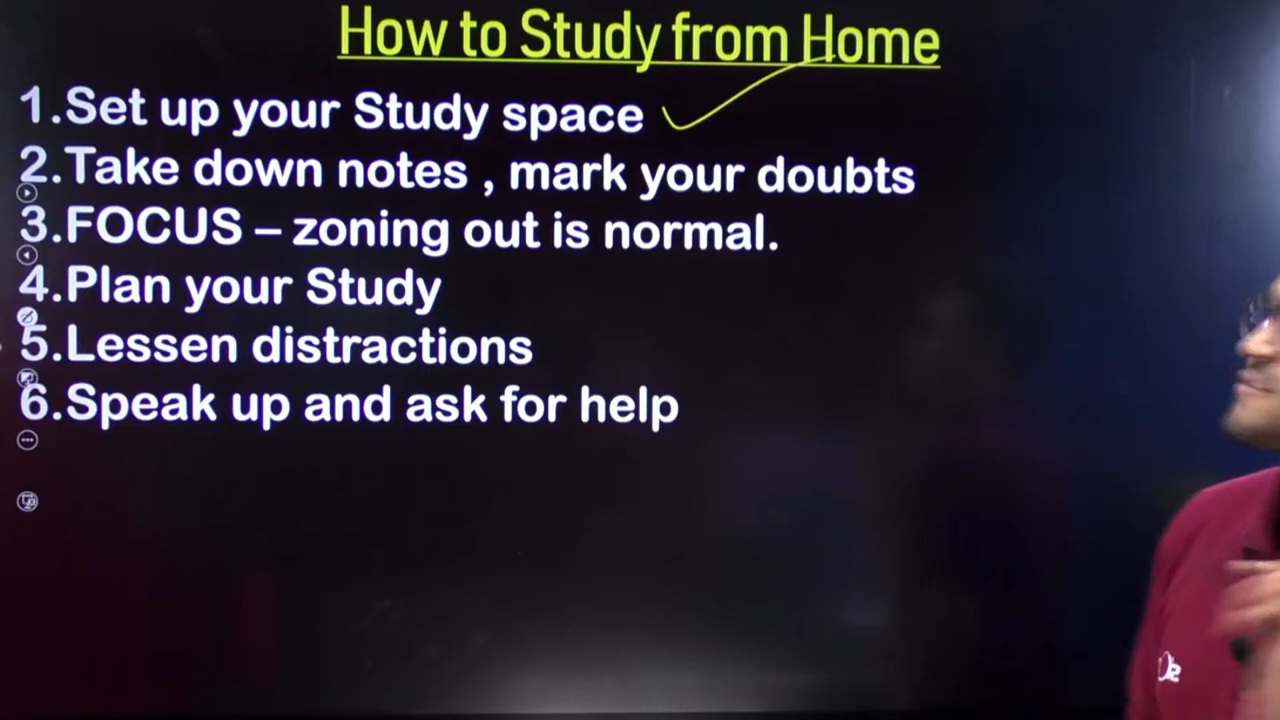 How to Study from Home
1.Set up your Study space
2.Take down notes , mark your doubts
3.FOCUS – zoning out is normal.
4.Plan your Study
5.Lessen distractions
6.Speak up and ask for help